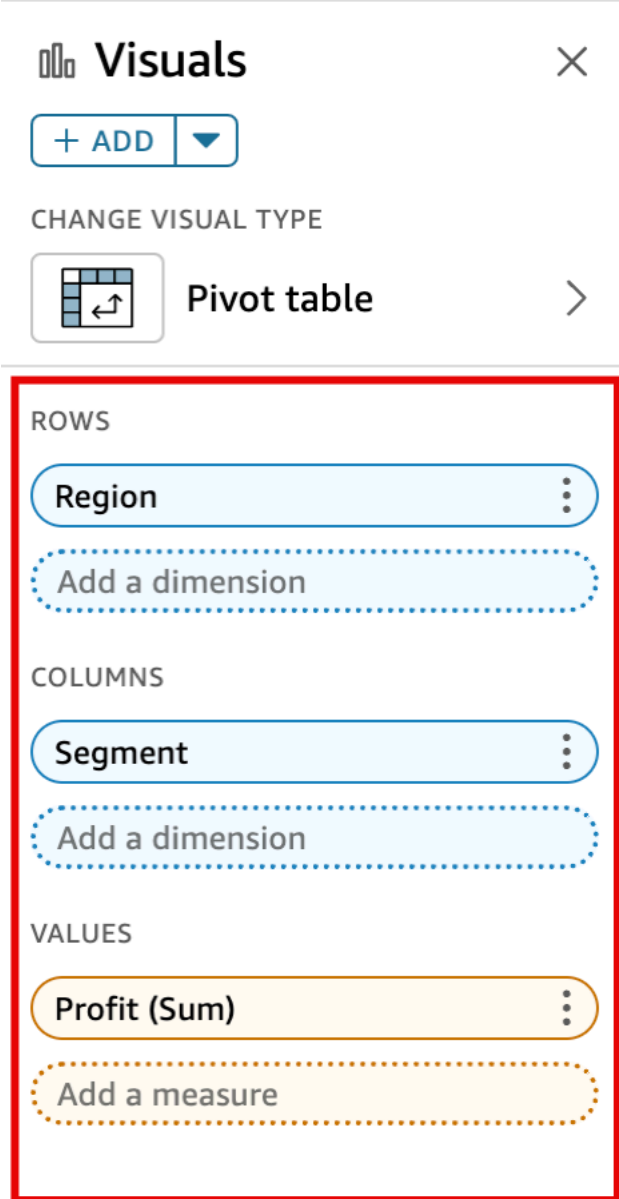 Visuals
+ ADD
CHANGE VISUAL TYPE
Pivot table
ROWS
Region
Add a dimension
COLUMNS
Segment
Add a dimension
VALUES
Profit (Sum)
Add a measure